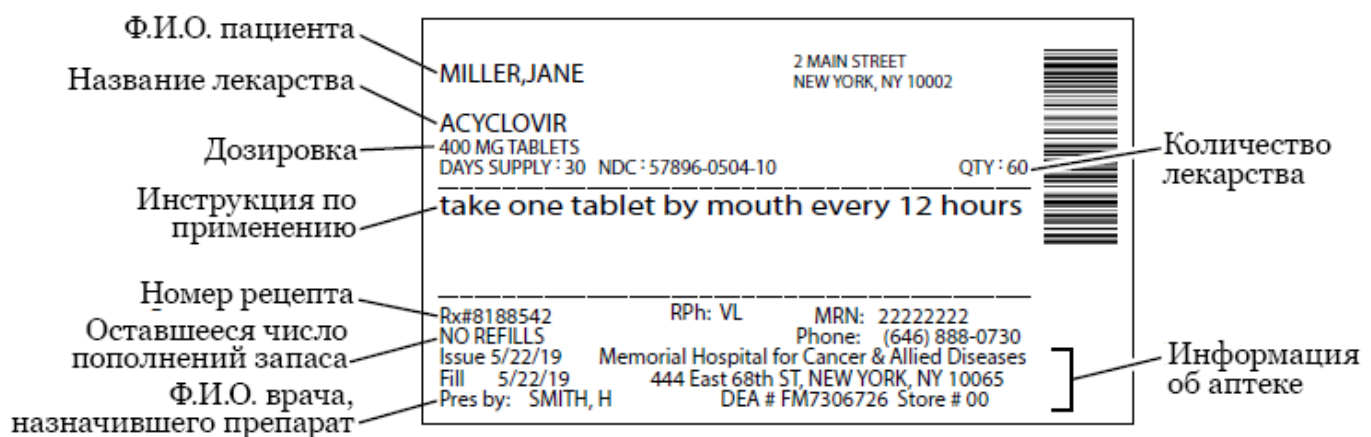 Ф.И.О. пациента
Название лекарства
Дозировка
Инструкция по
применению
Номер рецепта
Оставшееся число
пополнений запаса
Ф.И.О. врача,
назначившего препарат
MILLER,JANE
2 MAIN STREET
NEW YORK, NY 10002
ACYCLOVIR
400 MG TABLETS
DAYS SUPPLY : 30 NDC : 57896-0504-10 QTY : 60
take one tablet by mouth every 12 hours
Rx#8188542 RPh: VL MRN: 22222222
NO REFILLS Phone: (646) 888-0730
Issue 5/22/19 Memorial Hospital for Cancer & Allied Diseases
Fill 5/22/19 444 East 68th ST, NEW YORK, NY 10065
Pres by: SMITH, H DEA # FM7306726 Store # 00
Количество
лекарства
Информация
об аптеке